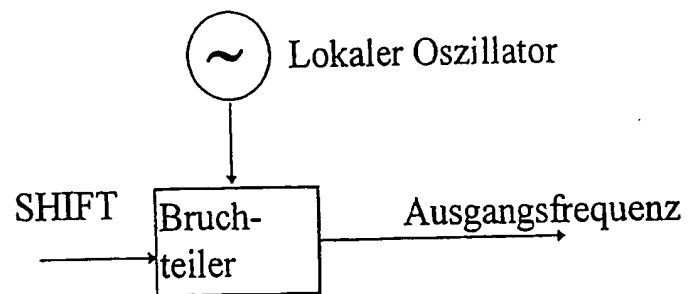 ~
Lokaler Oszillator
SHIFT
Bruch-
teiler
Ausgangsfrequenz